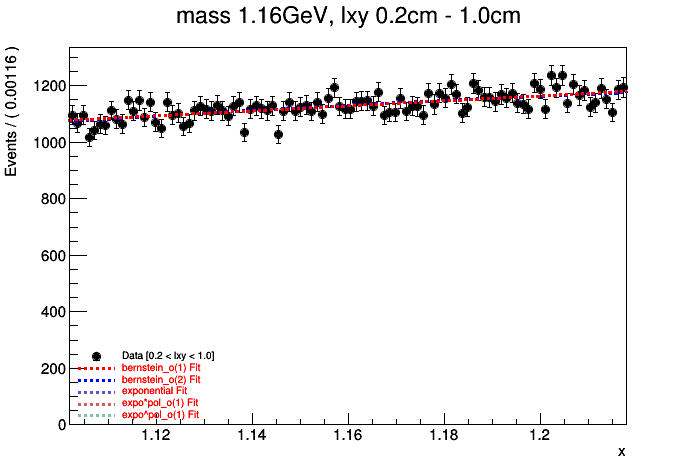 mass 1.16GeV, lxy 0.2cm - 1.0cm
Events / ( 0.00116 )
1200
1000
800
600
400
200
0
Data [0.2 < lxy < 1.0]
bernstein_o(1) Fit
bernstein_o(2) Fit
exponential Fit
expo*pol_o(1) Fit
expo^pol_o(1) Fit
1.12
1.14
1.16
1.18
1.2
x